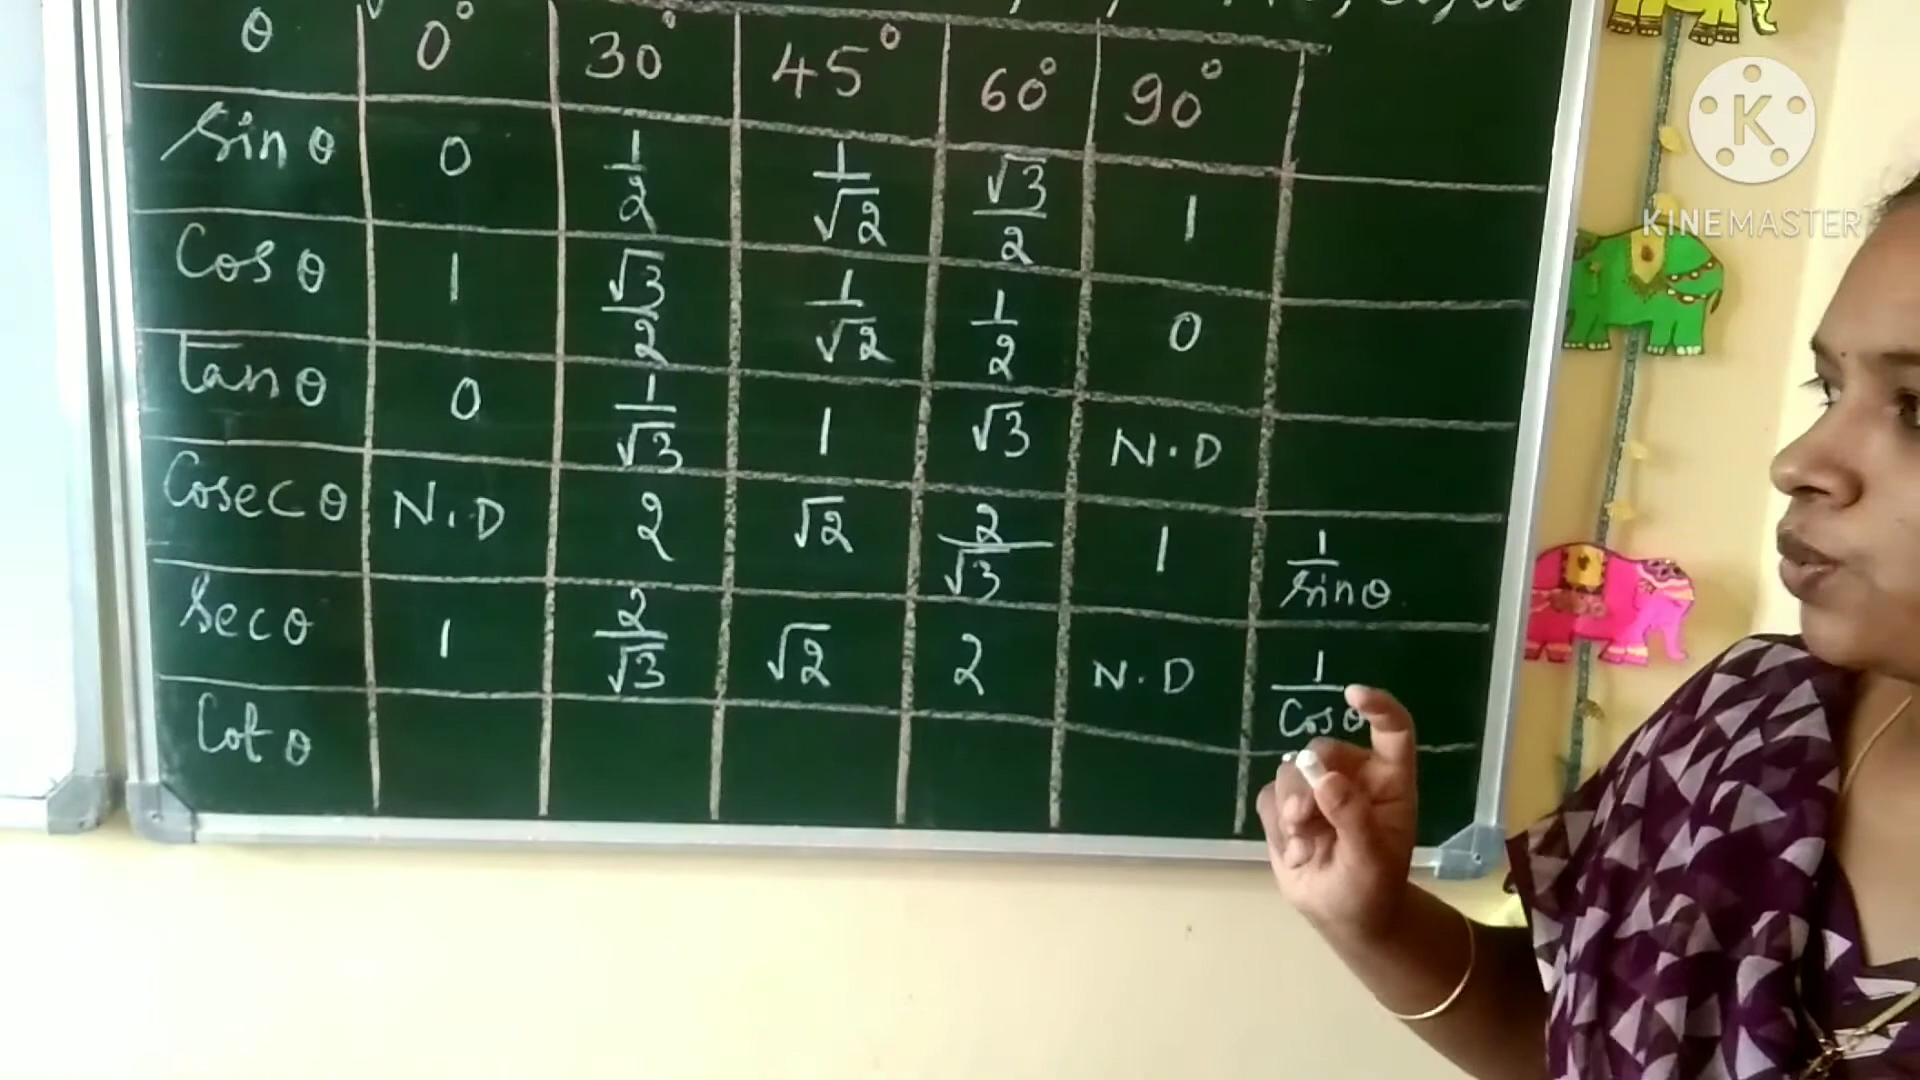 θ 0° 30° 45° 60° 90°
sin θ 0 1/2 1/√2 √3/2 1
Cos θ 1 √3/2 1/√2 1/2 0
tan θ 0 1/√3 1 √3 N.D
Cosec θ N.D 2 √2 2/√3 1 1/sin θ
Sec θ 1 2/√3 √2 2 N.D 1/Cos θ
Cot θ
K
KINEMASTER